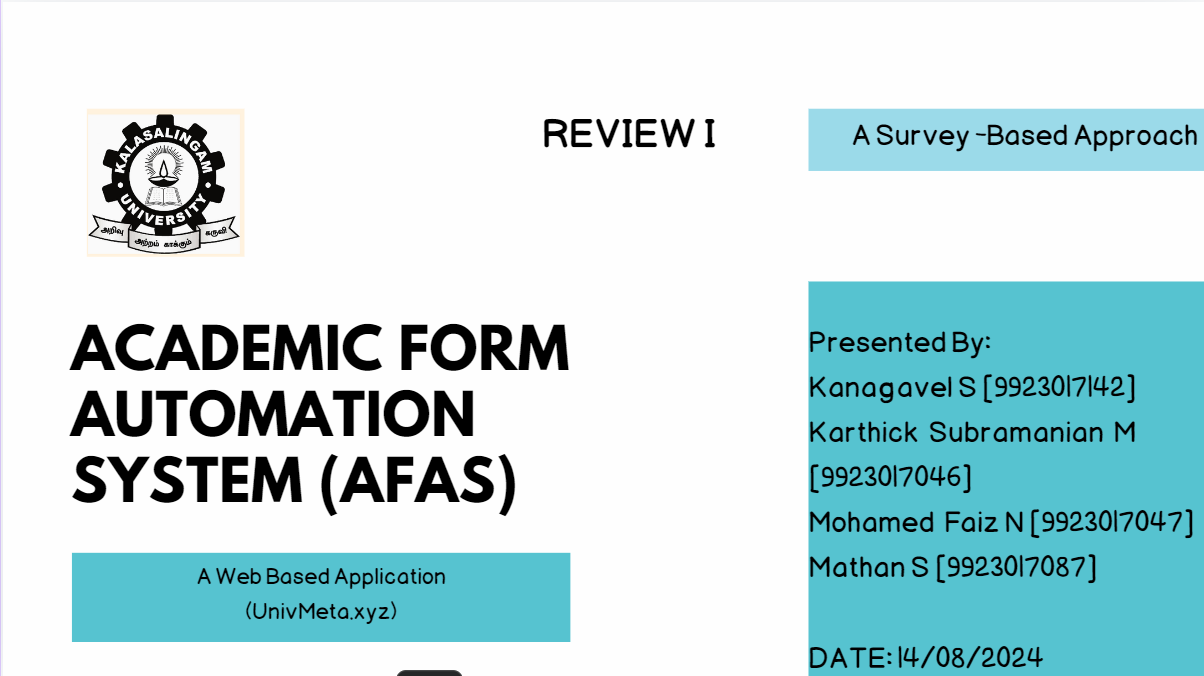 KALASALINGAM
UNIVERSITY
அறிவு
அற்றம் காக்கும்
கருவி
REVIEW I
A Survey -Based Approach
ACADEMIC FORM
AUTOMATION
SYSTEM (AFAS)
A Web Based Application
(UnivMeta.xyz)
Presented By:
Kanagavel S [9923017142]
Karthick Subramanian M
[9923017046]
Mohamed Faiz N [9923017047]
Mathan S [9923017087]
DATE: 14/08/2024